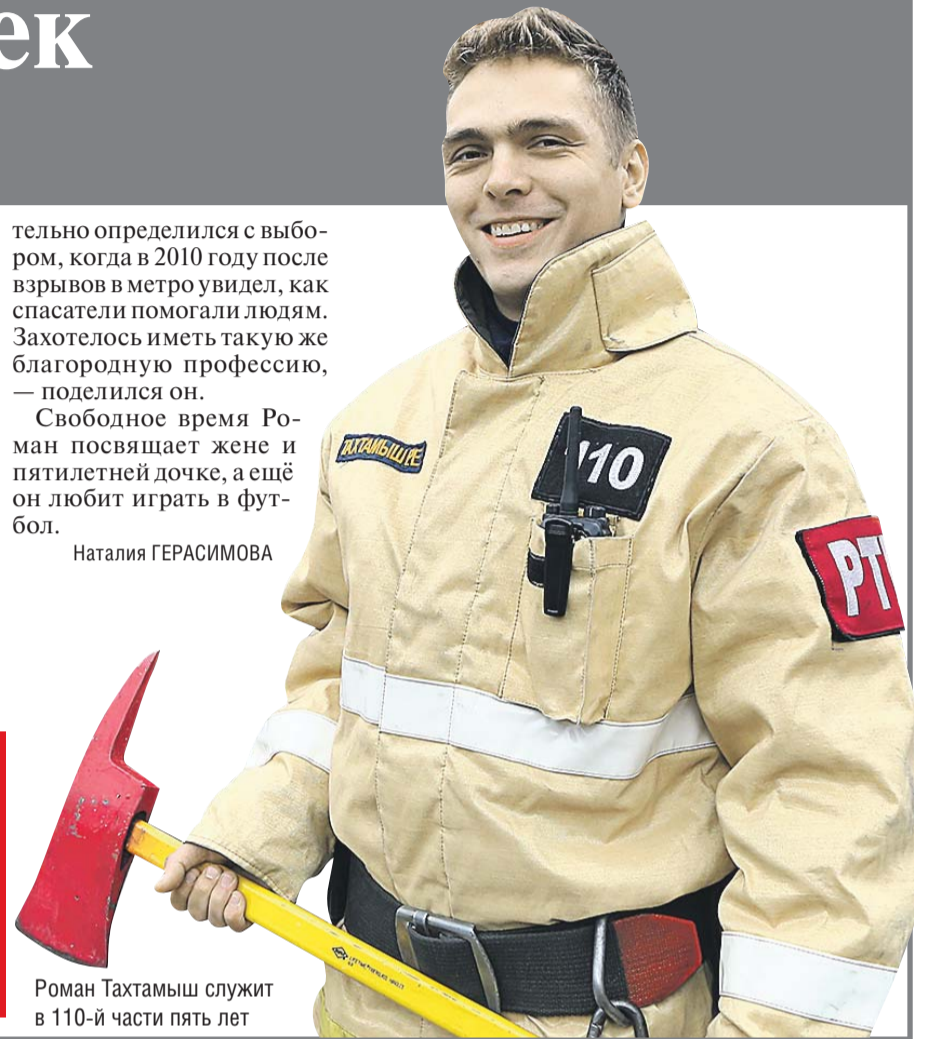 ек
тельно определился с выбо-
ром, когда в 2010 году после
взрывов в метро увидел, как
спасатели помогали людям.
Захотелось иметь такую же
благородную профессию,
— поделился он.
Свободное время Ро-
ман посвящает жене и
пятилетней дочке, а ещё
он любит играть в фут-
бол.
Наталия ГЕРАСИМОВА
ТАХТАМЫШ РЕ
110
РТ
Роман Тахтамыш служит
в 110-й части пять лет